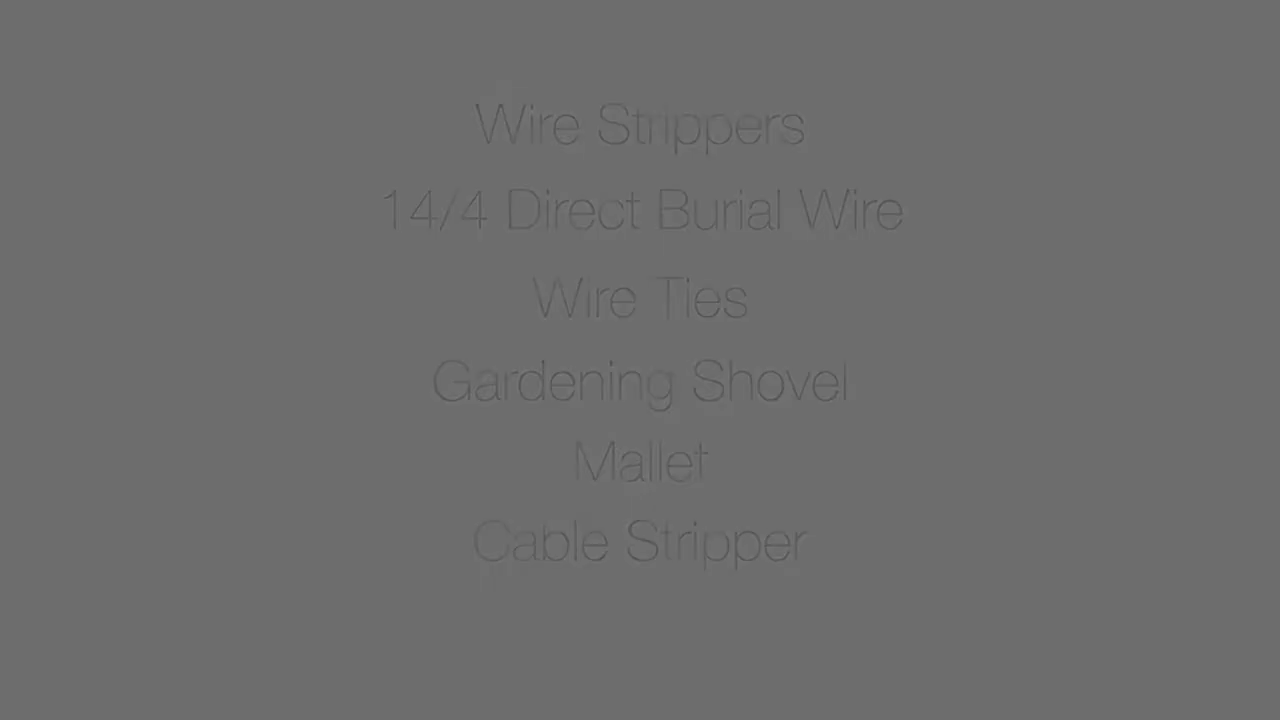 Wire Strippers
14/4 Direct Burial Wire
Wire Ties
Gardening Shovel
Mallet
Cable Stripper